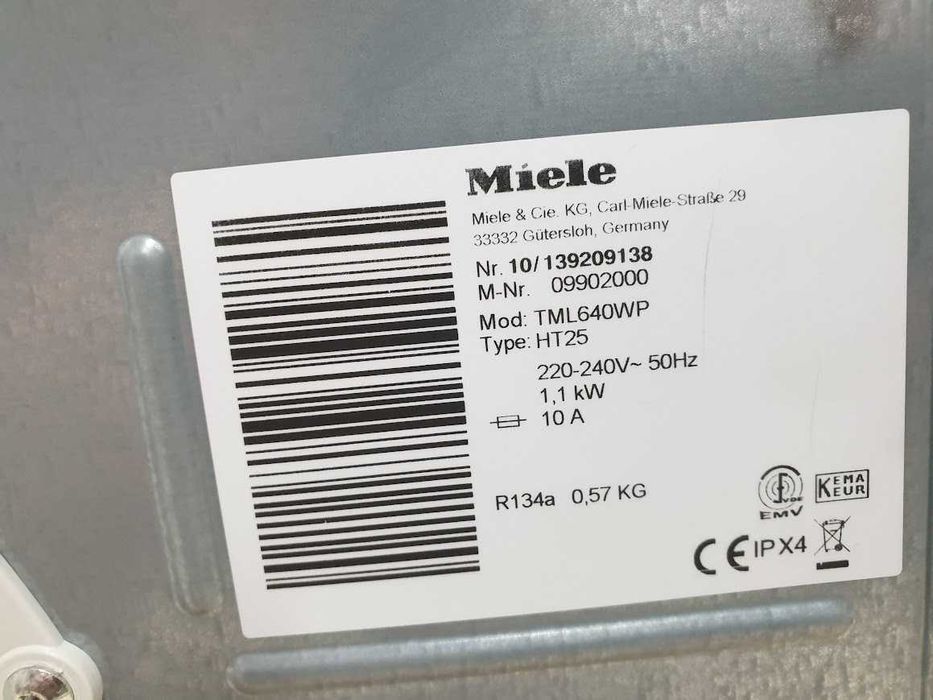 Miele
Miele & Cie. KG, Carl-Miele-Straße 29
33332 Gütersloh, Germany
Nr. 10/139209138
M-Nr. 09902000
Mod: TML640WP
Type: HT25
220-240V~ 50Hz
1,1 kW
10 A
R134a 0,57 KG
VDE
EMV
KEMA
EUR
CE IPX4